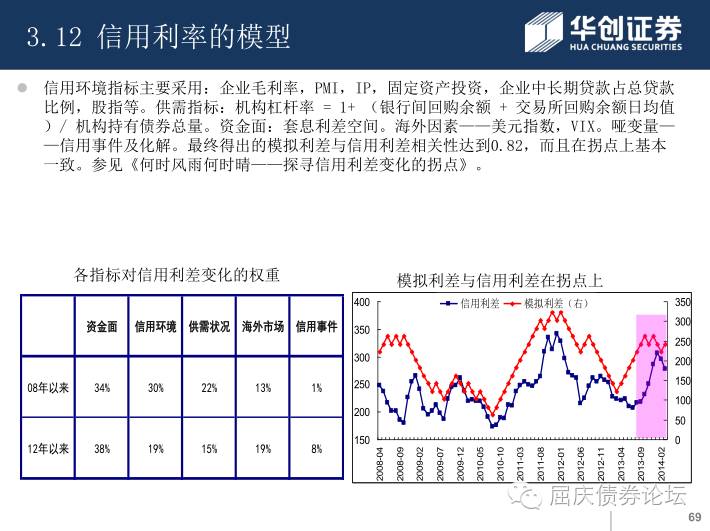 3.12 信用利率的模型
华创证券
HUA CHUANG SECURITIES
信用环境指标主要采用：企业毛利率，PMI，IP，固定资产投资，企业中长期贷款占总贷款
比例，股指等。供需指标：机构杠杆率 = 1+ （银行间回购余额 + 交易所回购余额日均值
）/ 机构持有债券总量。资金面：套息利差空间。海外因素——美元指数，VIX。哑变量—
—信用事件及化解。最终得出的模拟利差与信用利差相关性达到0.82，而且在拐点上基本
一致。参见《何时风雨何时晴——探寻信用利差变化的拐点》。
各指标对信用利差变化的权重
资金面 信用环境 供需状况 海外市场 信用事件
08年以来 34% 30% 22% 13% 1%
12年以来 38% 19% 15% 19% 8%
模拟利差与信用利差在拐点上
信用利差 模拟利差（右）
400 350
350 300
300 250
250 200
200 150
150 100
50
0
2008-04 2008-09 2009-02 2009-07 2009-12 2010-05 2010-10 2011-03 2011-08 2012-01 2012-06 2012-11 2013-04 2013-09 2014-02
屈庆债券论坛
69